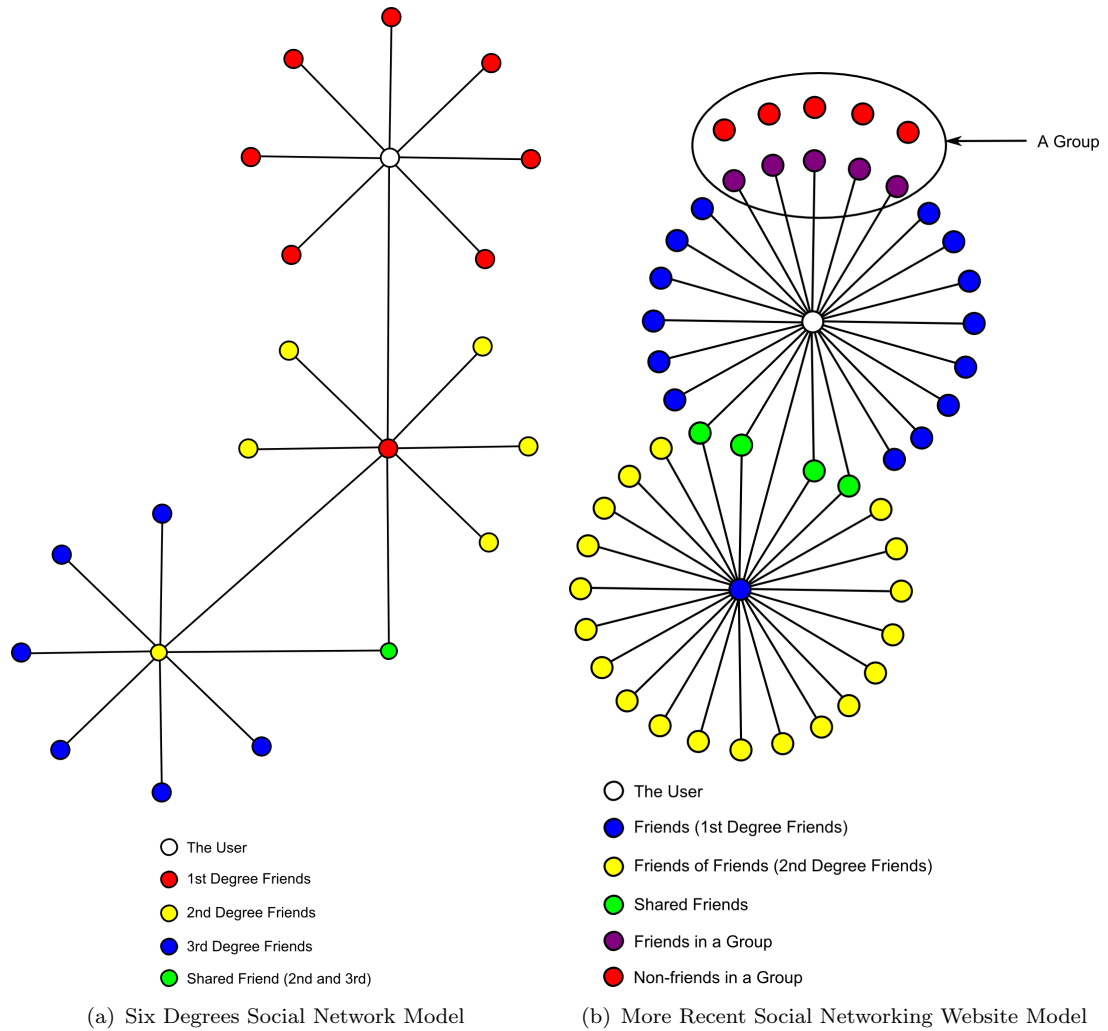 A Group
The User
1st Degree Friends
2nd Degree Friends
3rd Degree Friends
Shared Friend (2nd and 3rd)
The User
Friends (1st Degree Friends)
Friends of Friends (2nd Degree Friends)
Shared Friends
Friends in a Group
Non-friends in a Group
(a) Six Degrees Social Network Model
(b) More Recent Social Networking Website Model